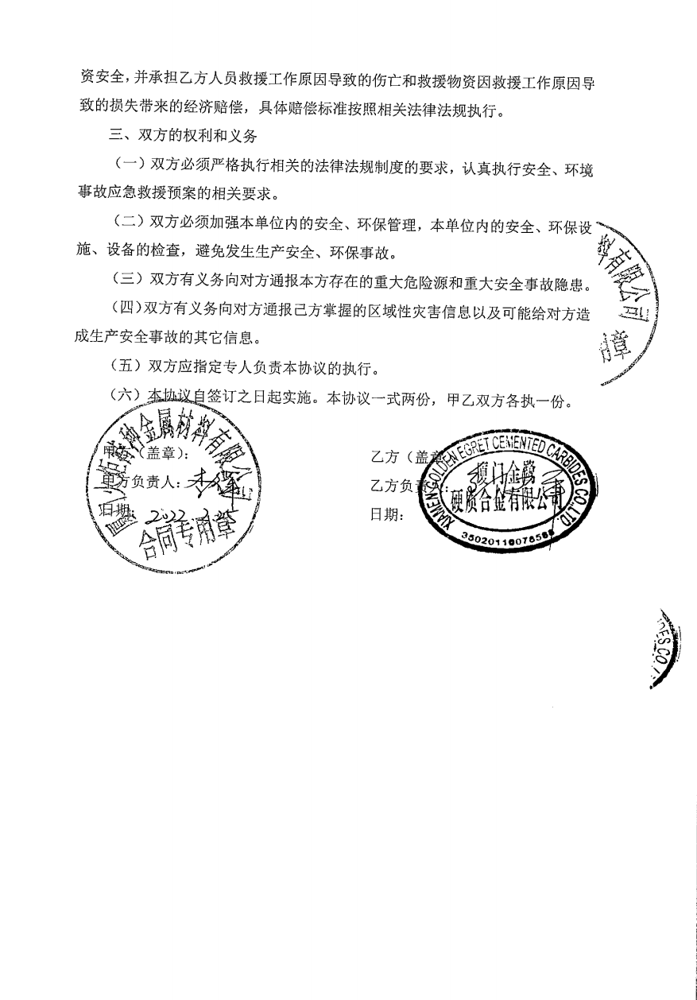 资安全，并承担乙方人员救援工作原因导致的伤亡和救援物资因救援工作原因导
致的损失带来的经济赔偿，具体赔偿标准按照相关法律法规执行。
三、双方的权利和义务
（一）双方必须严格执行相关的法律法规制度的要求，认真执行安全、环境
事故应急救援预案的相关要求。
（二）双方必须加强本单位内的安全、环保管理，本单位内的安全、环保设
施、设备的检查，避免发生生产安全、环保事故。
（三）双方有义务向对方通报本方存在的重大危险源和重大安全事故隐患。
（四)双方有义务向对方通报己方掌握的区域性灾害信息以及可能给对方造
成生产安全事故的其它信息。
（五）双方应指定专人负责本协议的执行。
（六）本协议自签订之日起实施。本协议一式两份，甲乙双方各执一份。
料有限公司
章
甲方（盖章）：
甲方负责人：
日期： 2022
火炬特种金属材料有限公司
合同专用章
乙方（盖章
乙方负责人：
日期：
XIAMEN GOLDEN EGRET CEMENTED CARBIDES CO.,LTD.
厦门金鹭
硬质合金有限公司
DES CO.